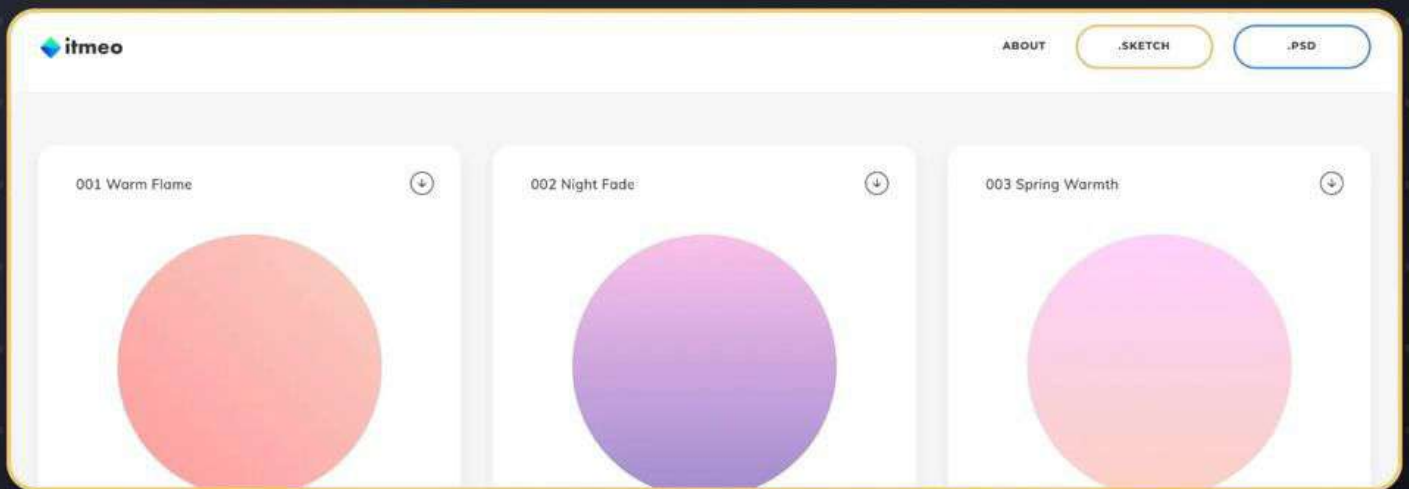 itmeo
ABOUT
.SKETCH
.PSD
001 Warm Flame
002 Night Fade
003 Spring Warmth